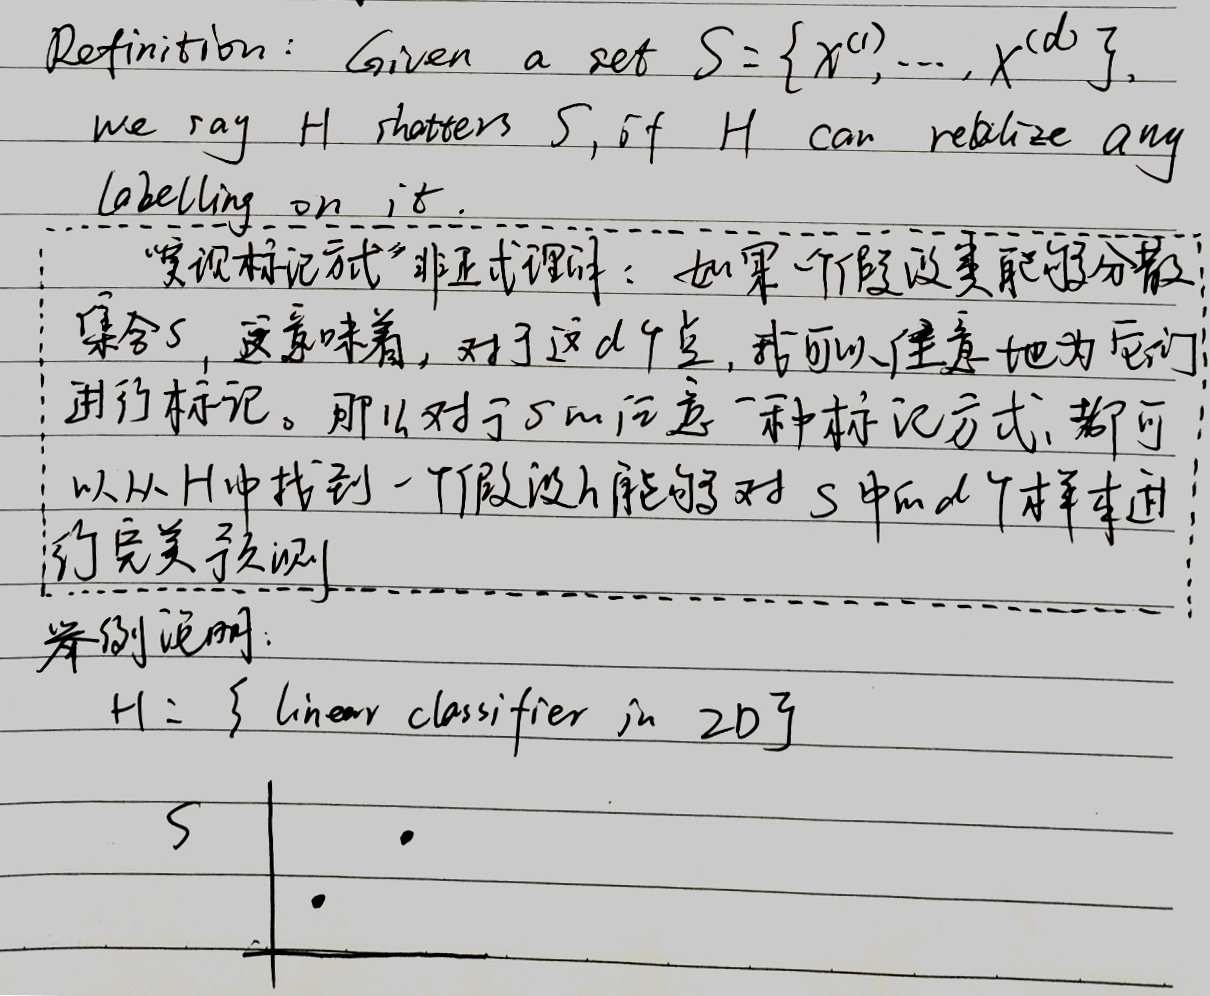 Definition: Given a set S={x^(1), ..., x^(d)},
we say H shatters S, if H can realize any
labelling on it.
“实现标记方式”非正式理解: 如果一个假设类能够分散
集合S, 这意味着, 对于这d个点, 我可以任意地为它们
进行标记。那么对于S的任意一种标记方式、都可
以从H中找到一个假设h能够对S中的d个样本进
行完美预测
举例说明:
H= { linear classifier in 2D}
S